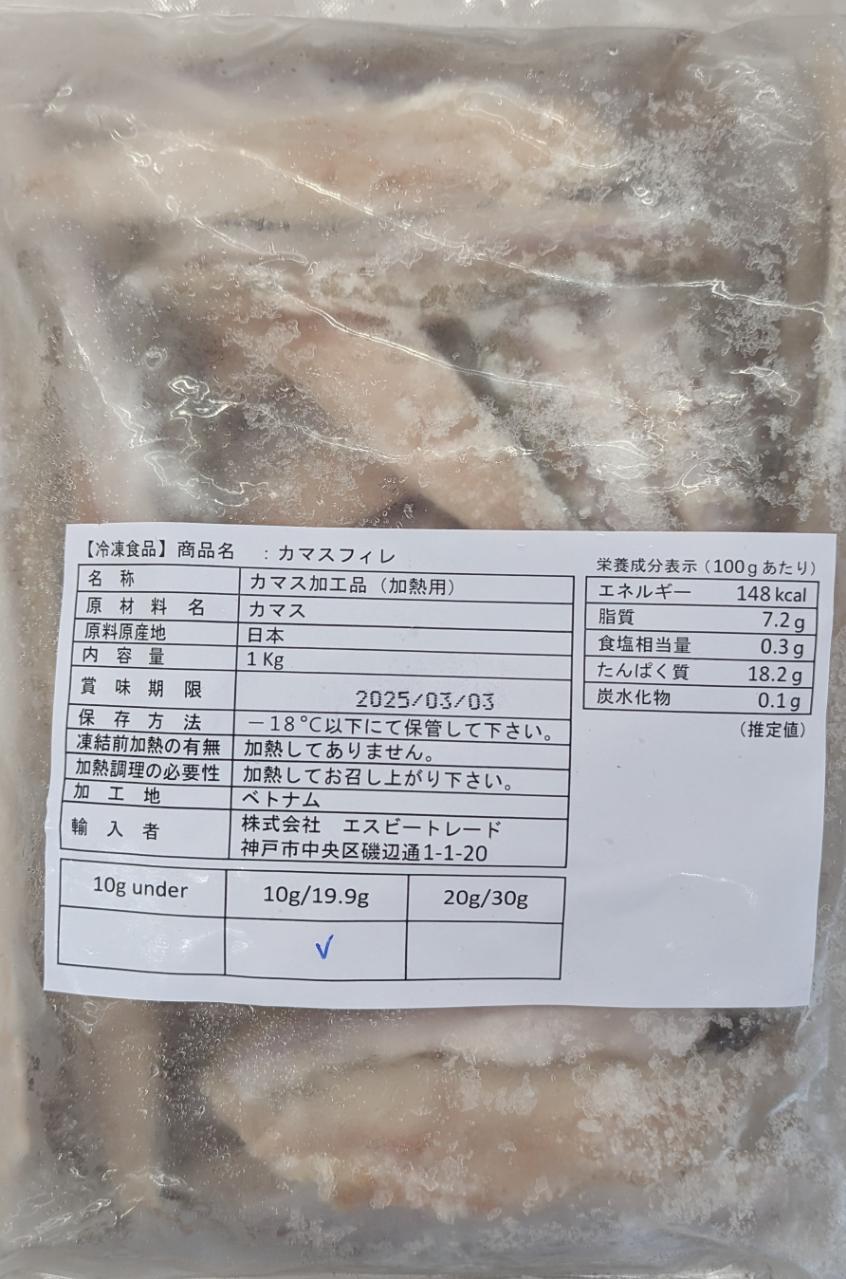 【冷凍食品】商品名 ：カマスフィレ
名 称 カマス加工品（加熱用）
原 材 料 名 カマス
原料原産地 日本
内 容 量 1 Kg
賞 味 期 限 2025/03/03
保 存 方 法 －18℃以下にて保管して下さい。
凍結前加熱の有無 加熱してありません。
加熱調理の必要性 加熱してお召し上がり下さい。
加 工 地 ベトナム
輸 入 者 株式会社 エスビートレード
神戸市中央区磯辺通1-1-20
10g under 10g/19.9g 20g/30g
✓
栄養成分表示（100gあたり）
エネルギー 148 kcal
脂質 7.2 g
食塩相当量 0.3 g
たんぱく質 18.2 g
炭水化物 0.1 g
（推定値）